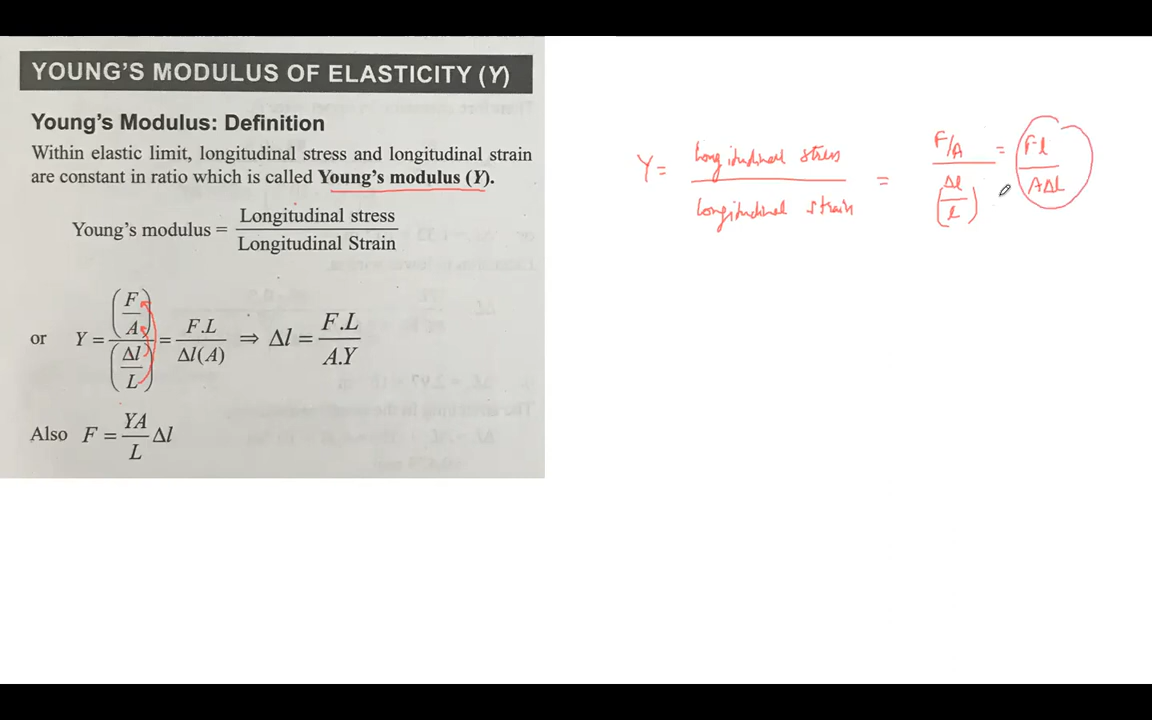 YOUNG'S MODULUS OF ELASTICITY (Y)
Young's Modulus: Definition
Within elastic limit, longitudinal stress and longitudinal strain
are constant in ratio which is called Young's modulus (Y).
Young's modulus = Longitudinal stress / Longitudinal Strain
or Y = (F/A) / (Δl/L) = F.L / Δl(A) ⇒ Δl = F.L / A.Y
Also F = YA/L Δl
Y = longitudinal stress / longitudinal strain = F/A / (Δl/l) = Fl / AΔl